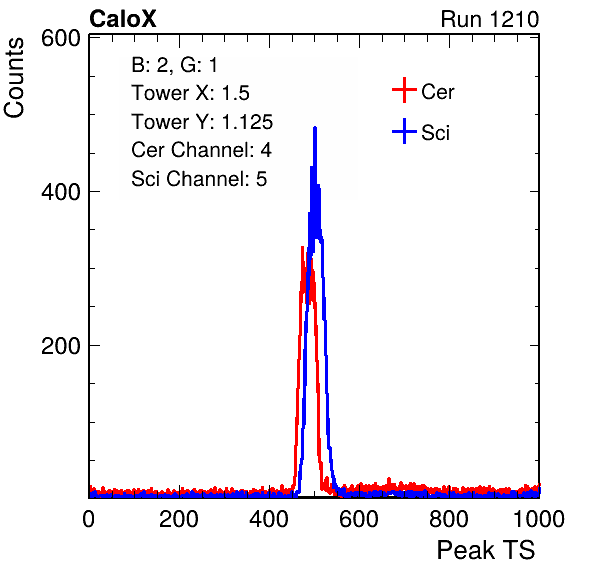 CaloX Run 1210
Counts
600
400
200
B: 2, G: 1
Tower X: 1.5
Tower Y: 1.125
Cer Channel: 4
Sci Channel: 5
Cer
Sci
0 200 400 600 800 1000
Peak TS